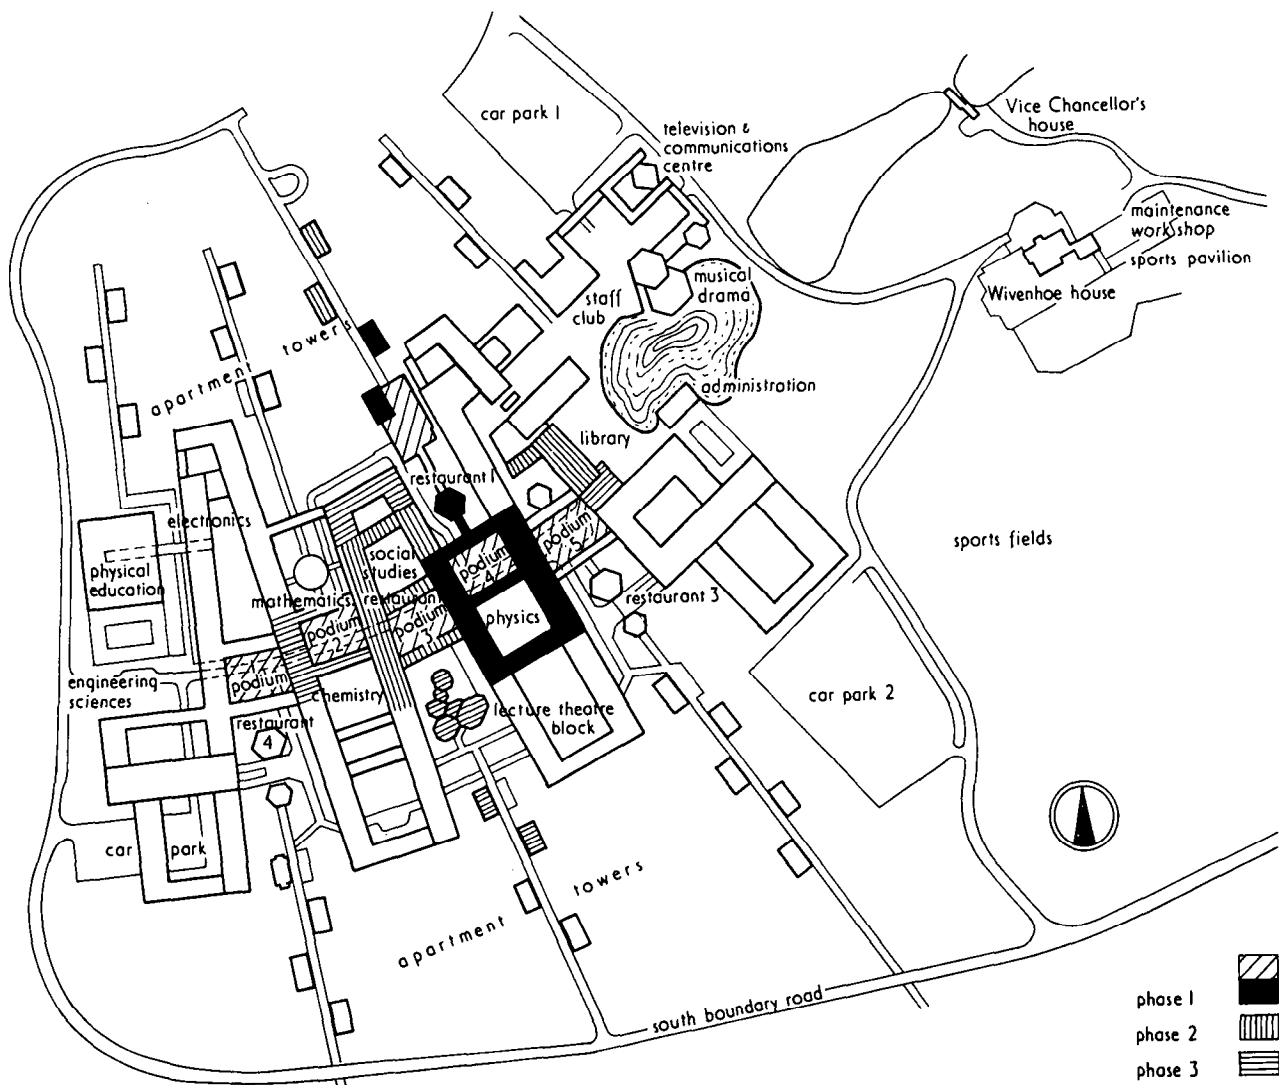 car park 1
television &
communications
centre
Vice Chancellor's
house
maintenance
workshop
sports pavilion
Wivenhoe house
musical
drama
staff
club
apartment towers
administration
library
restaurant 1
electronics
sports fields
social
studies
podium
4
podium
5
physical
education
mathematics
restaurant
restaurant 3
podium
2
podium
3
physics
engineering
sciences
podium
1
chemistry
car park 2
lecture theatre
block
restaurant
4
car park
apartment towers
south boundary road
phase 1
phase 2
phase 3